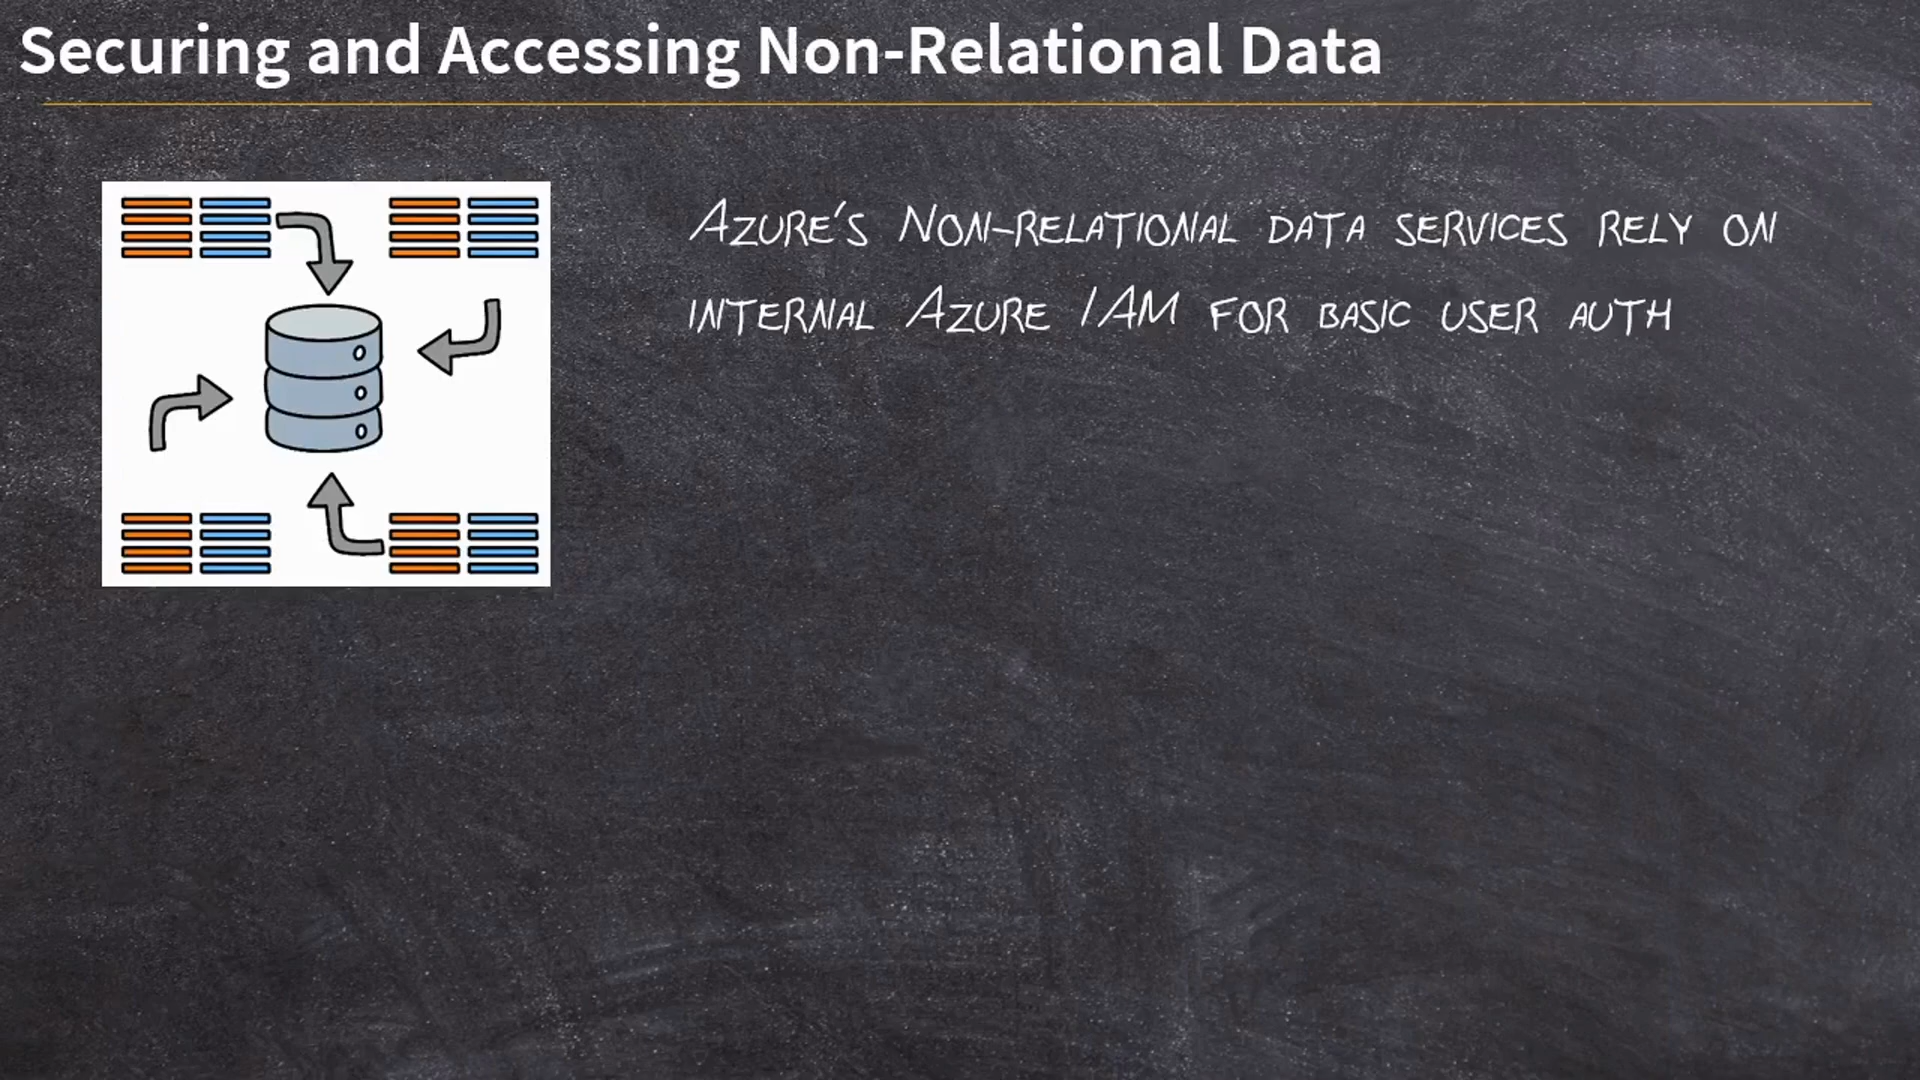 Securing and Accessing Non-Relational Data
Azure's Non-relational data services rely on
internal Azure IAM for basic user auth